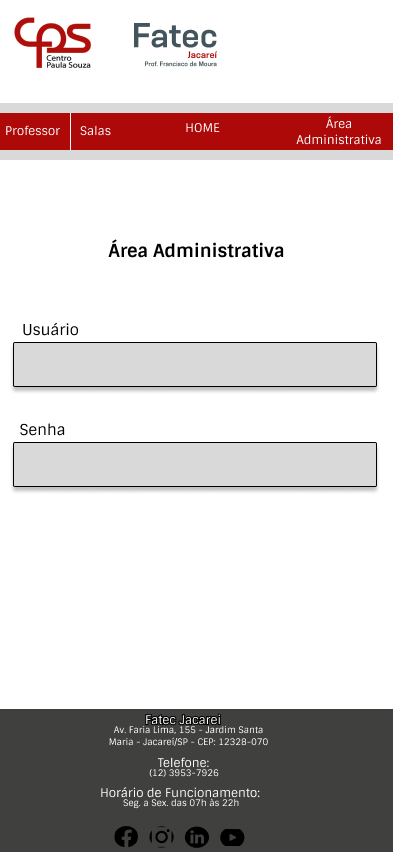 cps
Centro
Paula Souza
Fatec
Jacareí
Prof. Francisco de Moura
Professor
Salas
HOME
Área
Administrativa
Área Administrativa
Usuário
Senha
Fatec Jacareí
Av. Faria Lima, 155 - Jardim Santa
Maria - Jacareí/SP - CEP: 12328-070
Telefone:
(12) 3953-7926
Horário de Funcionamento:
Seg. a Sex. das 07h às 22h